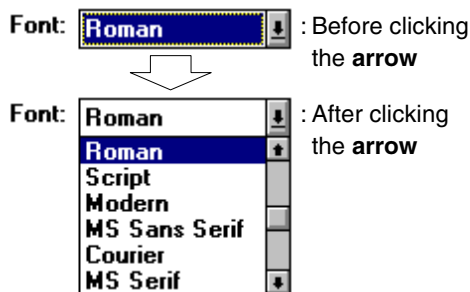 Font: Roman : Before clicking
the arrow
Font: Roman : After clicking
the arrow
Roman
Script
Modern
MS Sans Serif
Courier
MS Serif